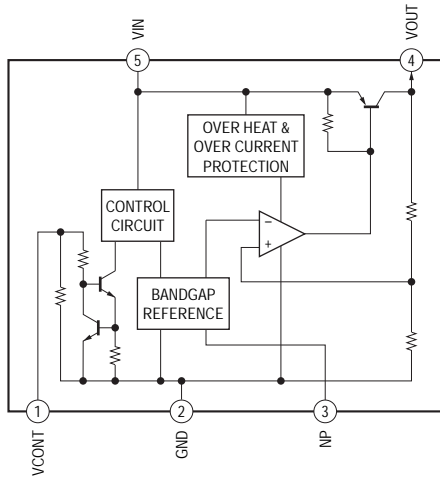 VIN
VOUT
5
4
OVER HEAT &
OVER CURRENT
PROTECTION
CONTROL
CIRCUIT
−
+
BANDGAP
REFERENCE
1
2
3
VCONT
GND
NP